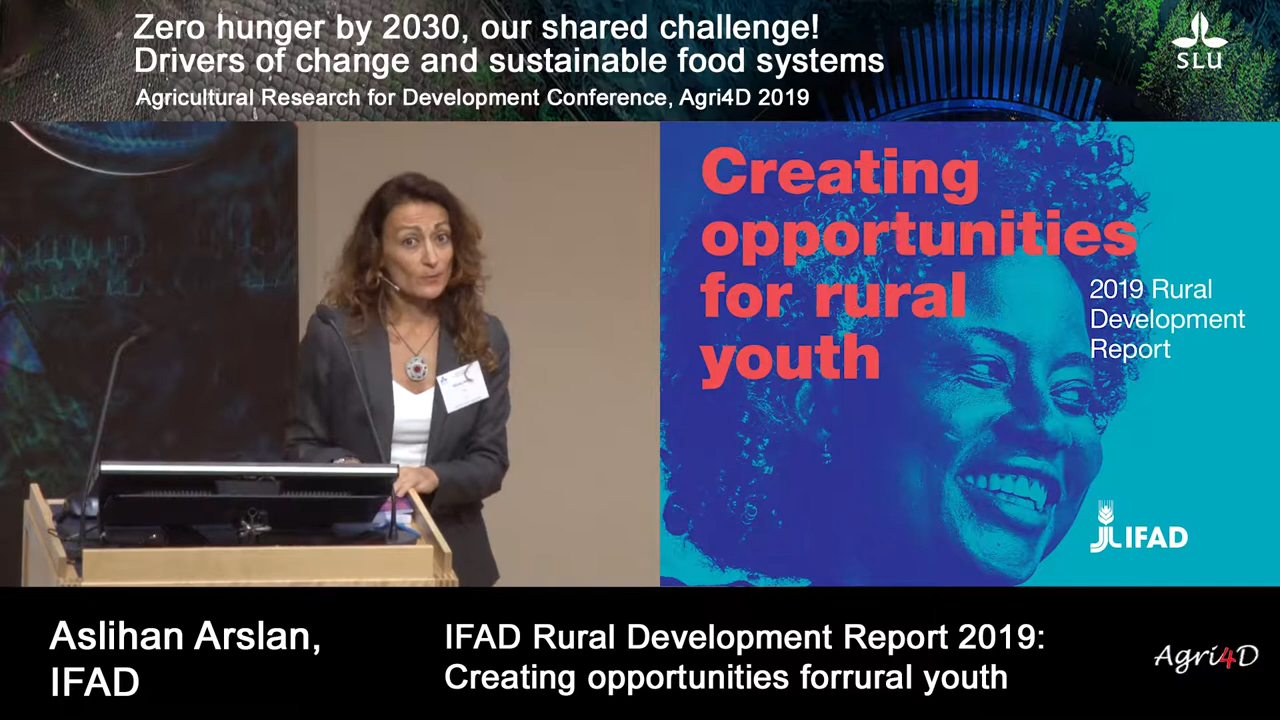 Zero hunger by 2030, our shared challenge!
Drivers of change and sustainable food systems
Agricultural Research for Development Conference, Agri4D 2019
SLU
Creating
opportunities
for rural
youth
2019 Rural
Development
Report
IFAD
Aslihan Arslan,
IFAD
IFAD Rural Development Report 2019:
Creating opportunities forrural youth
Agri4D